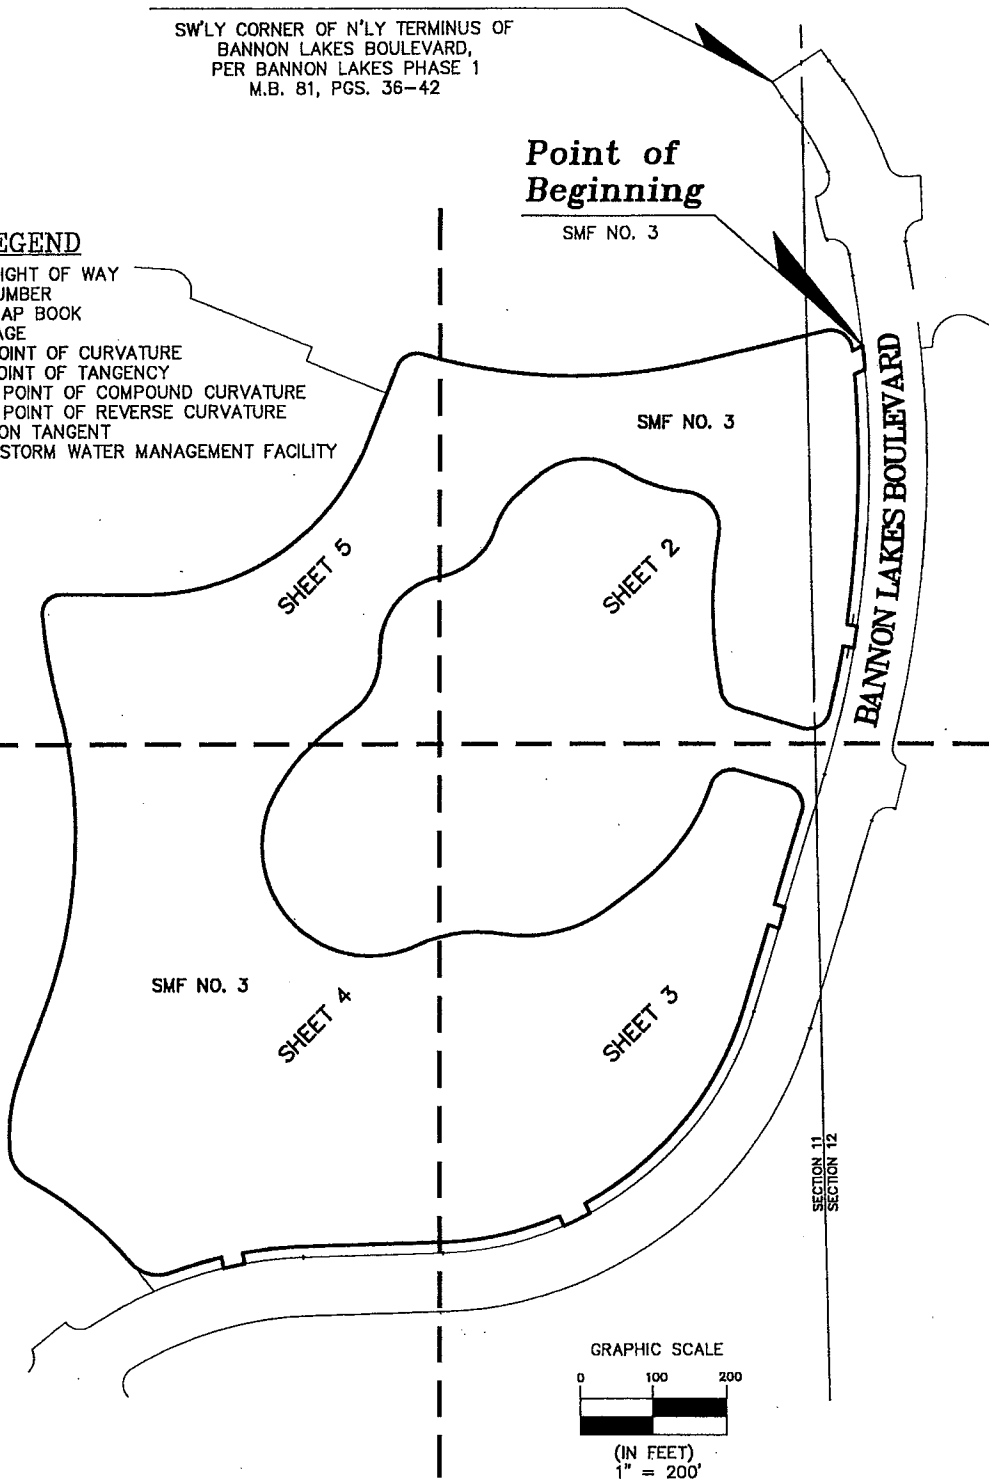 SW'LY CORNER OF N'LY TERMINUS OF
BANNON LAKES BOULEVARD,
PER BANNON LAKES PHASE 1
M.B. 81, PGS. 36-42
Point of
Beginning
SMF NO. 3
EGEND
IGHT OF WAY
UMBER
AP BOOK
AGE
OINT OF CURVATURE
OINT OF TANGENCY
POINT OF COMPOUND CURVATURE
POINT OF REVERSE CURVATURE
ON TANGENT
STORM WATER MANAGEMENT FACILITY
SMF NO. 3
BANNON LAKES BOULEVARD
SHEET 5
SHEET 2
SMF NO. 3
SHEET 4
SHEET 3
SECTION 11
SECTION 12
GRAPHIC SCALE
0 100 200
(IN FEET)
1" = 200'